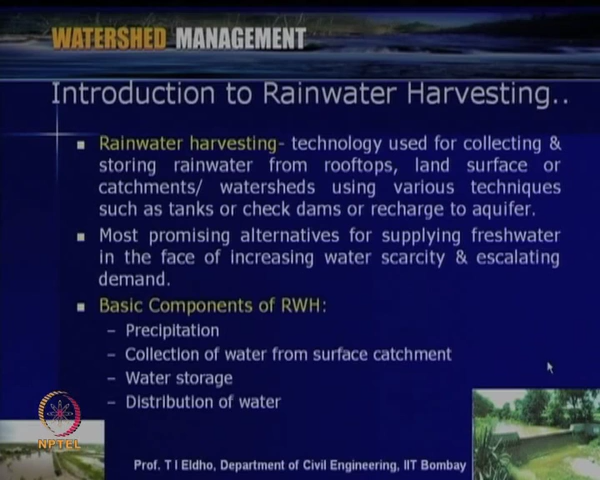 WATERSHED MANAGEMENT
Introduction to Rainwater Harvesting..
Rainwater harvesting- technology used for collecting &
storing rainwater from rooftops, land surface or
catchments/ watersheds using various techniques
such as tanks or check dams or recharge to aquifer.
Most promising alternatives for supplying freshwater
in the face of increasing water scarcity & escalating
demand.
Basic Components of RWH:
– Precipitation
– Collection of water from surface catchment
– Water storage
– Distribution of water
NPTEL
Prof. T I Eldho, Department of Civil Engineering, IIT Bombay